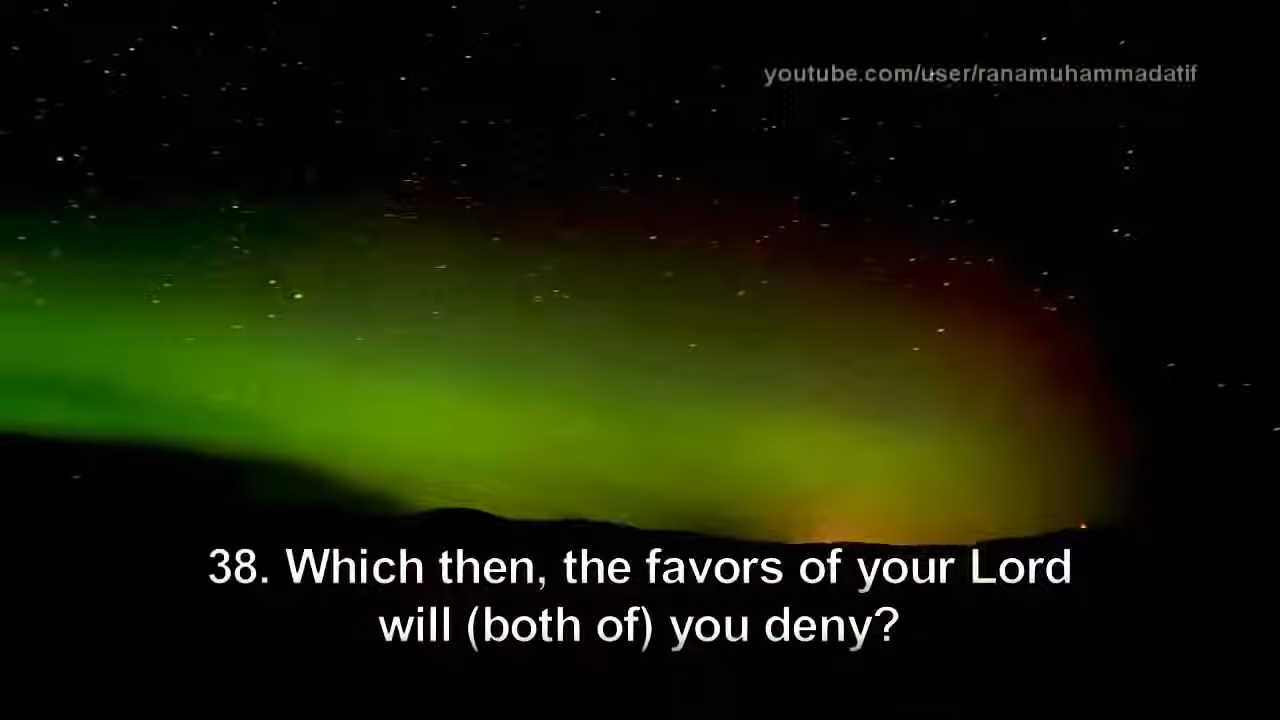 youtube.com/user/ranamuhammadatif
38. Which then, the favors of your Lord
will (both of) you deny?